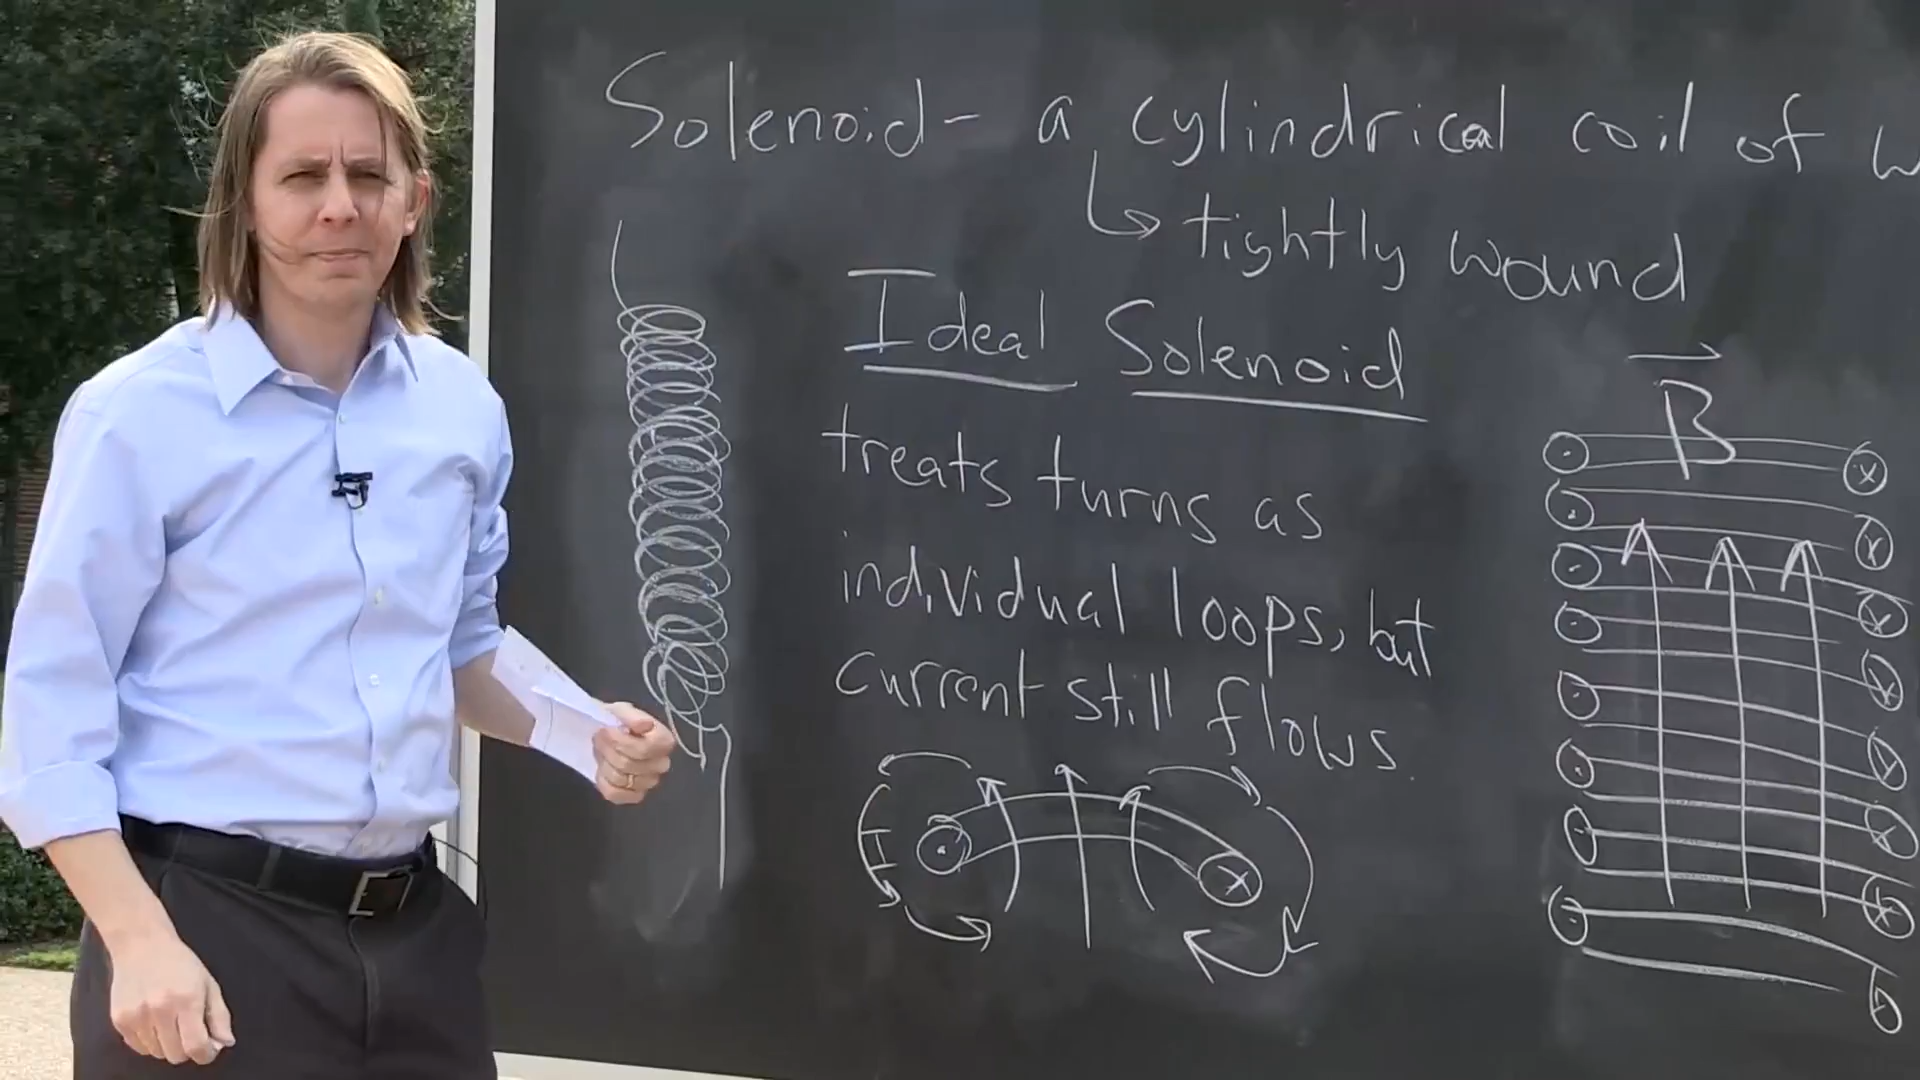 Solenoid - a cylindrical coil of w
tightly wound
Ideal Solenoid
treats turns as
individual loops, but
current still flows.
B
I